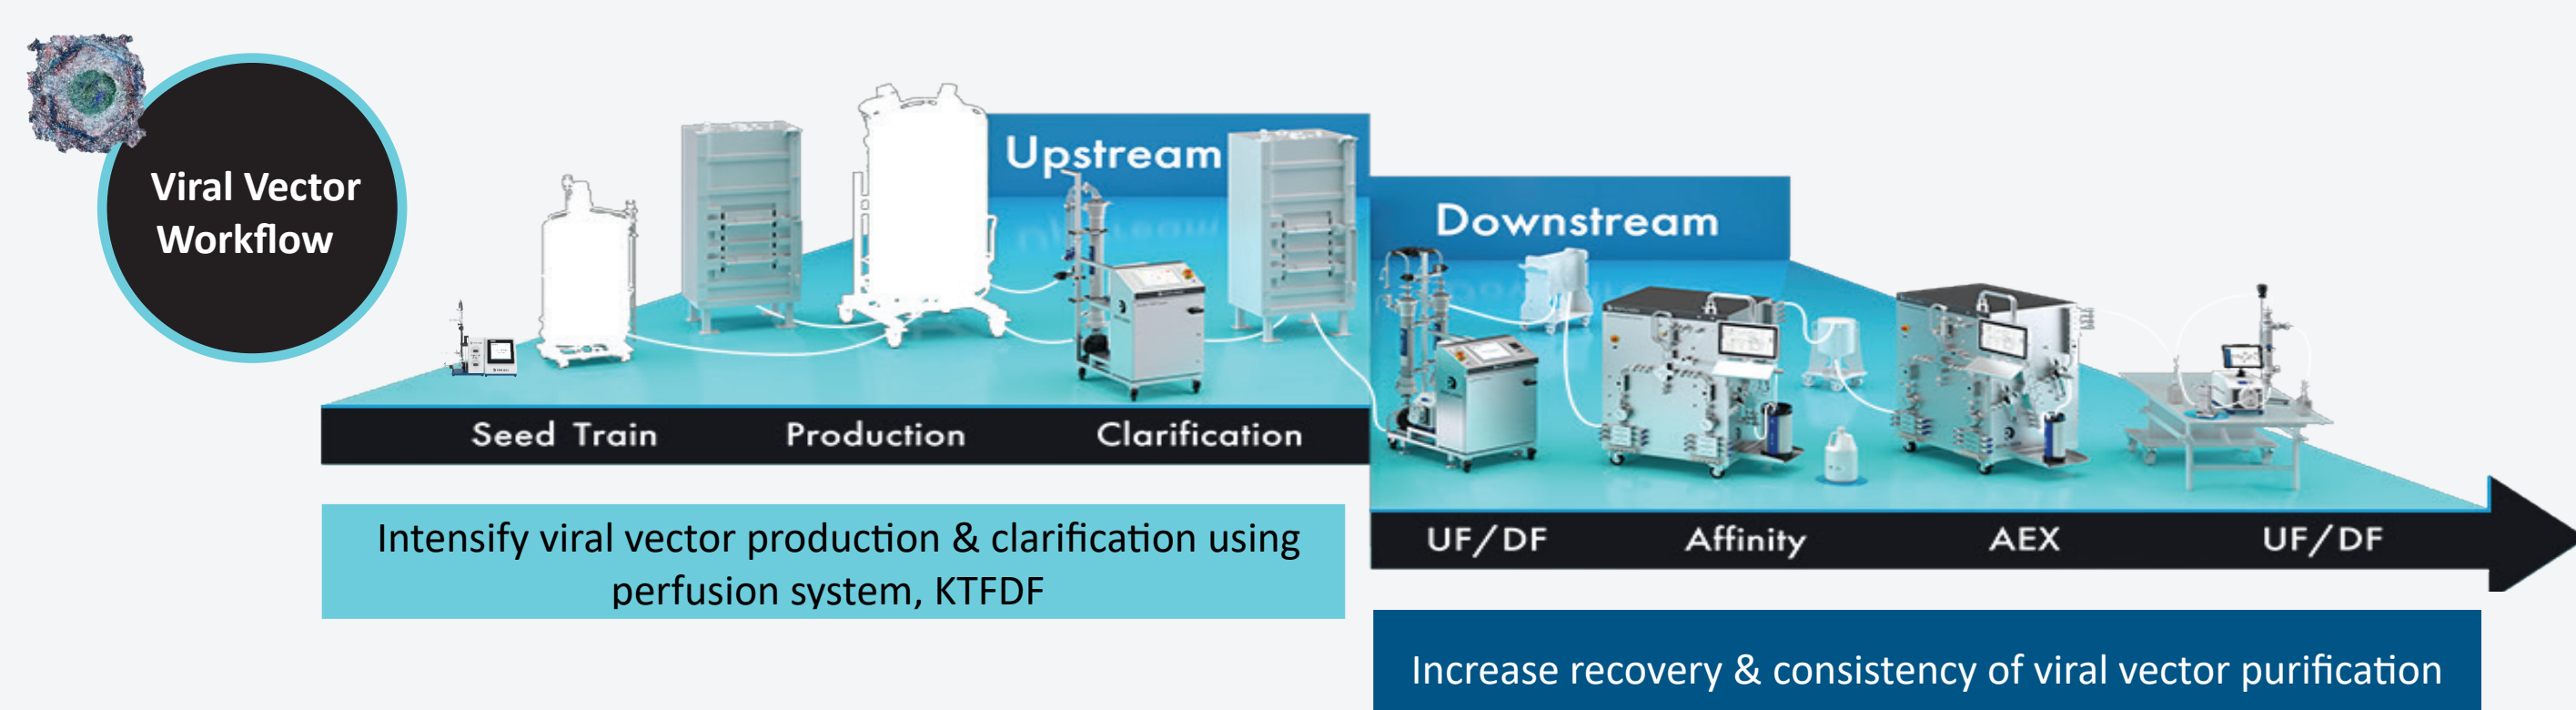 Viral Vector
Workflow
Upstream
Downstream
Seed Train
Production
Clarification
UF/DF
Affinity
AEX
UF/DF
Intensify viral vector production & clarification using
perfusion system, KTFDF
Increase recovery & consistency of viral vector purification